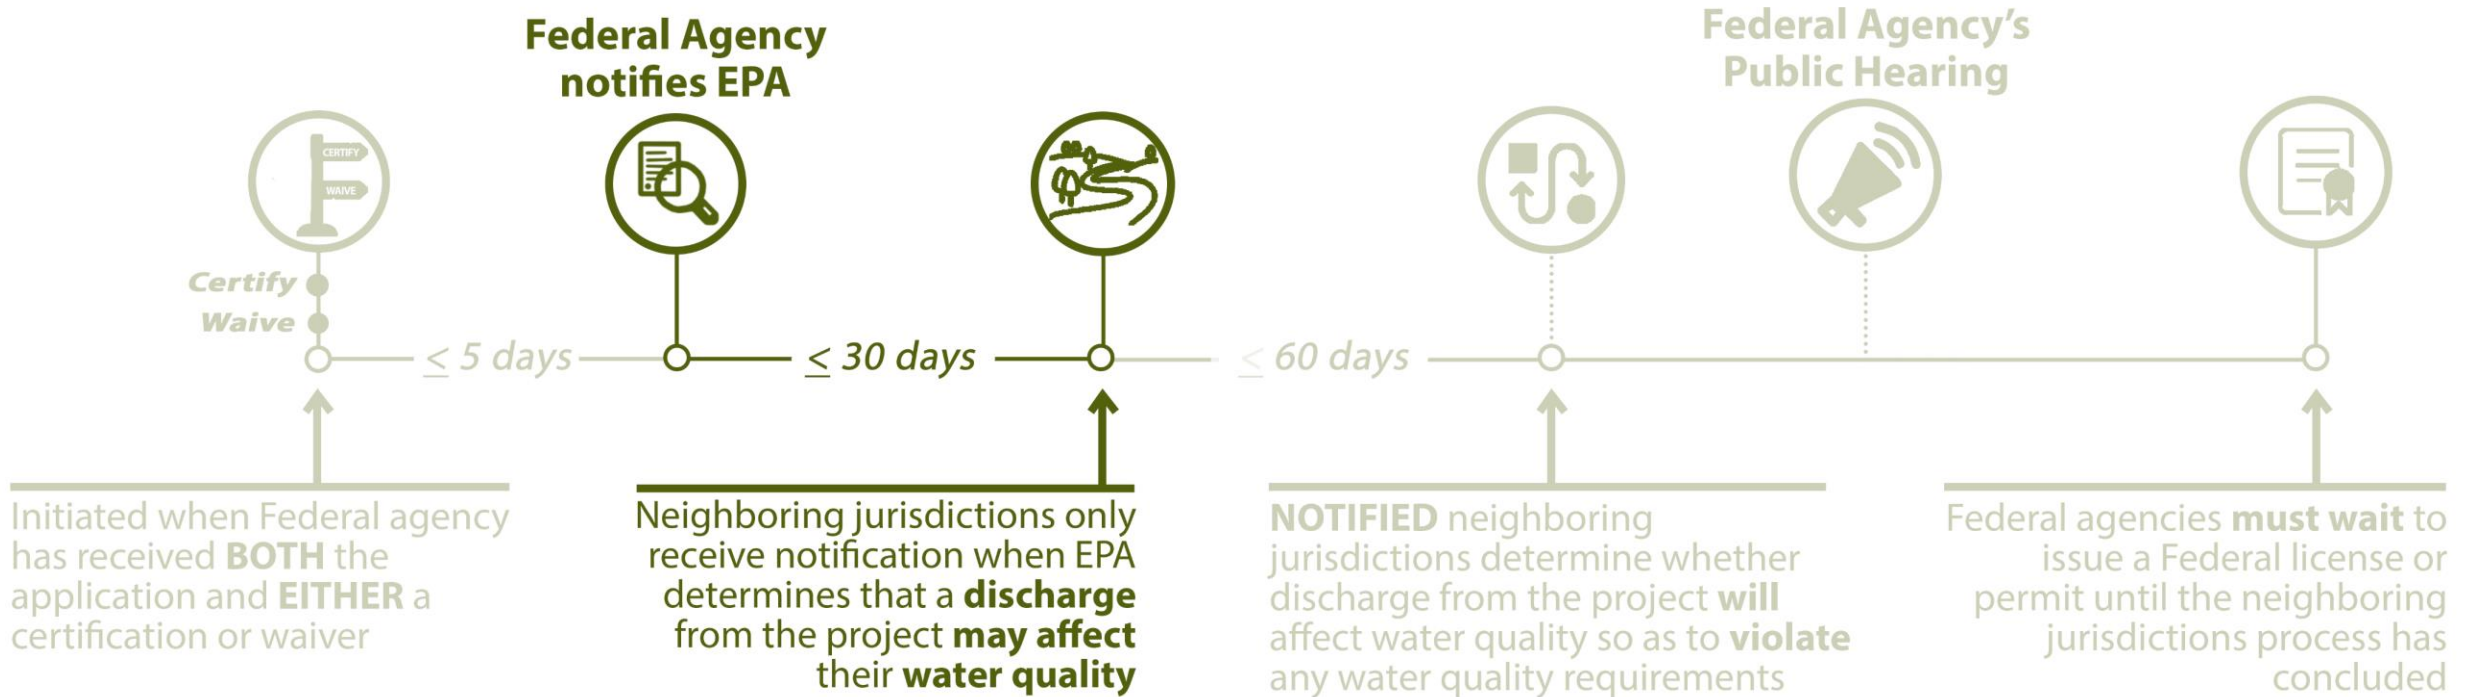 Federal Agency
notifies EPA
Federal Agency's
Public Hearing
CERTIFY
WAIVE
Certify
Waive
≤ 5 days
≤ 30 days
≤ 60 days
Initiated when Federal agency
has received BOTH the
application and EITHER a
certification or waiver
Neighboring jurisdictions only
receive notification when EPA
determines that a discharge
from the project may affect
their water quality
NOTIFIED neighboring
jurisdictions determine whether
discharge from the project will
affect water quality so as to violate
any water quality requirements
Federal agencies must wait to
issue a Federal license or
permit until the neighboring
jurisdictions process has
concluded